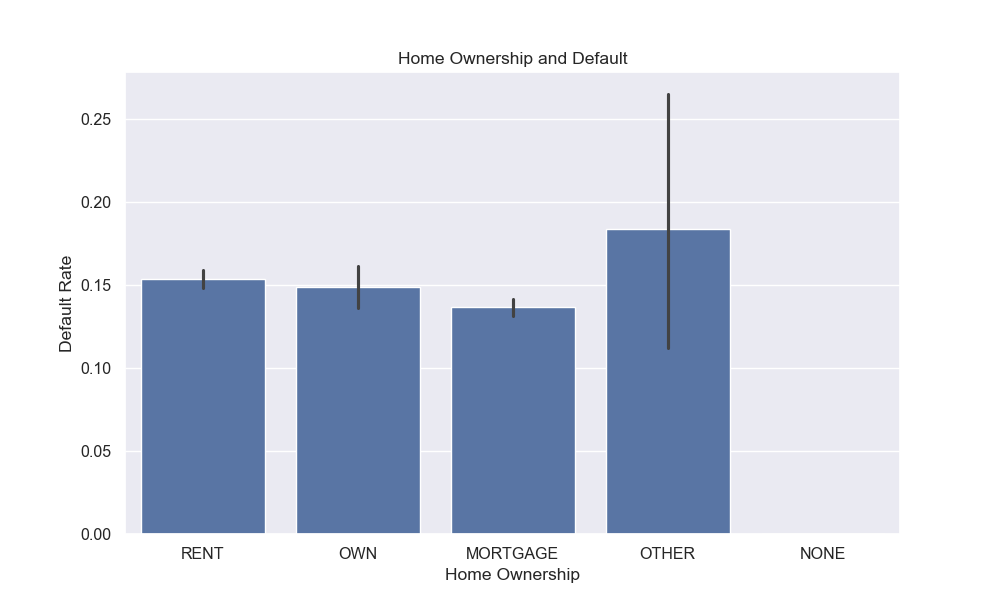 Home Ownership and Default
Default Rate
0.25
0.20
0.15
0.10
0.05
0.00
RENT OWN MORTGAGE OTHER NONE
Home Ownership